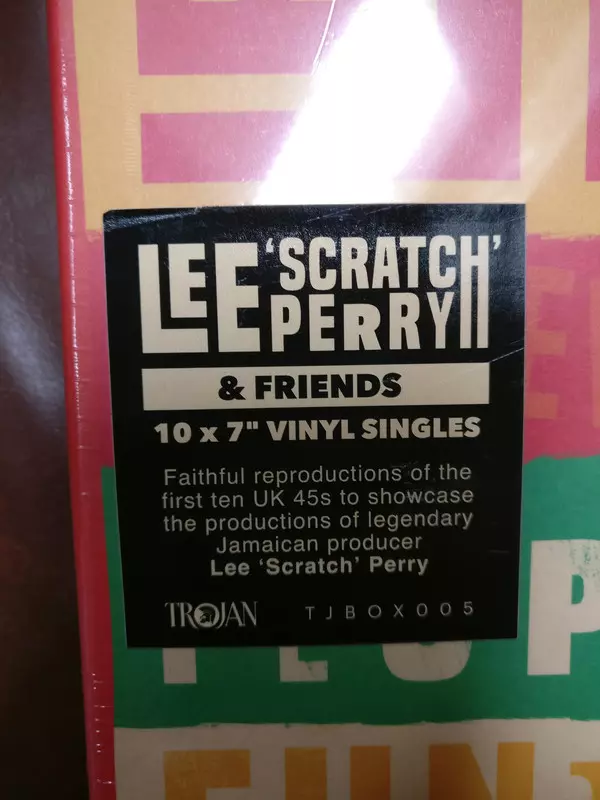 LEE 'SCRATCH'
PERRY
& FRIENDS
10 x 7" VINYL SINGLES
Faithful reproductions of the
first ten UK 45s to showcase
the productions of legendary
Jamaican producer
Lee 'Scratch' Perry
TROJAN TJBOX005